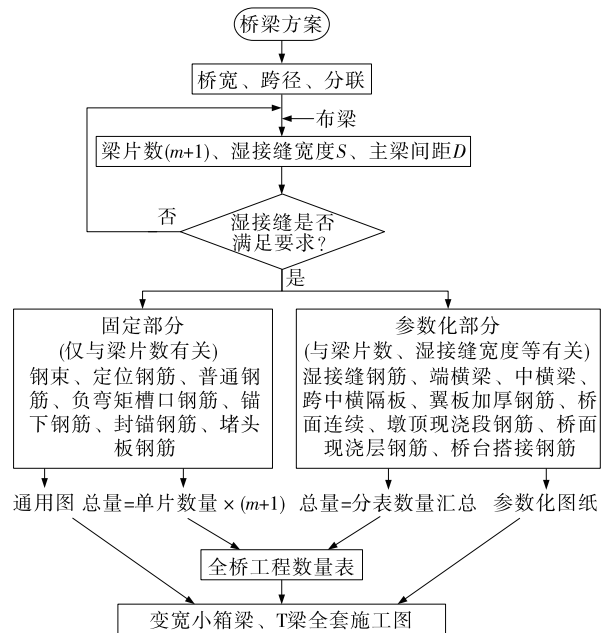 桥梁方案
桥宽、跨径、分联
布梁
梁片数(m+1)、湿接缝宽度S、主梁间距D
否
湿接缝是否
满足要求?
是
固定部分
(仅与梁片数有关)
钢束、定位钢筋、普通钢
筋、负弯矩槽口钢筋、锚
下钢筋、封锚钢筋、堵头
板钢筋
参数化部分
(与梁片数、湿接缝宽度等有关)
湿接缝钢筋、端横梁、中横梁、
跨中横隔板、翼板加厚钢筋、桥
面连续、墩顶现浇段钢筋、桥面
现浇层钢筋、桥台搭接钢筋
通用图 总量=单片数量×(m+1) 总量=分表数量汇总 参数化图纸
全桥工程数量表
变宽小箱梁、T梁全套施工图